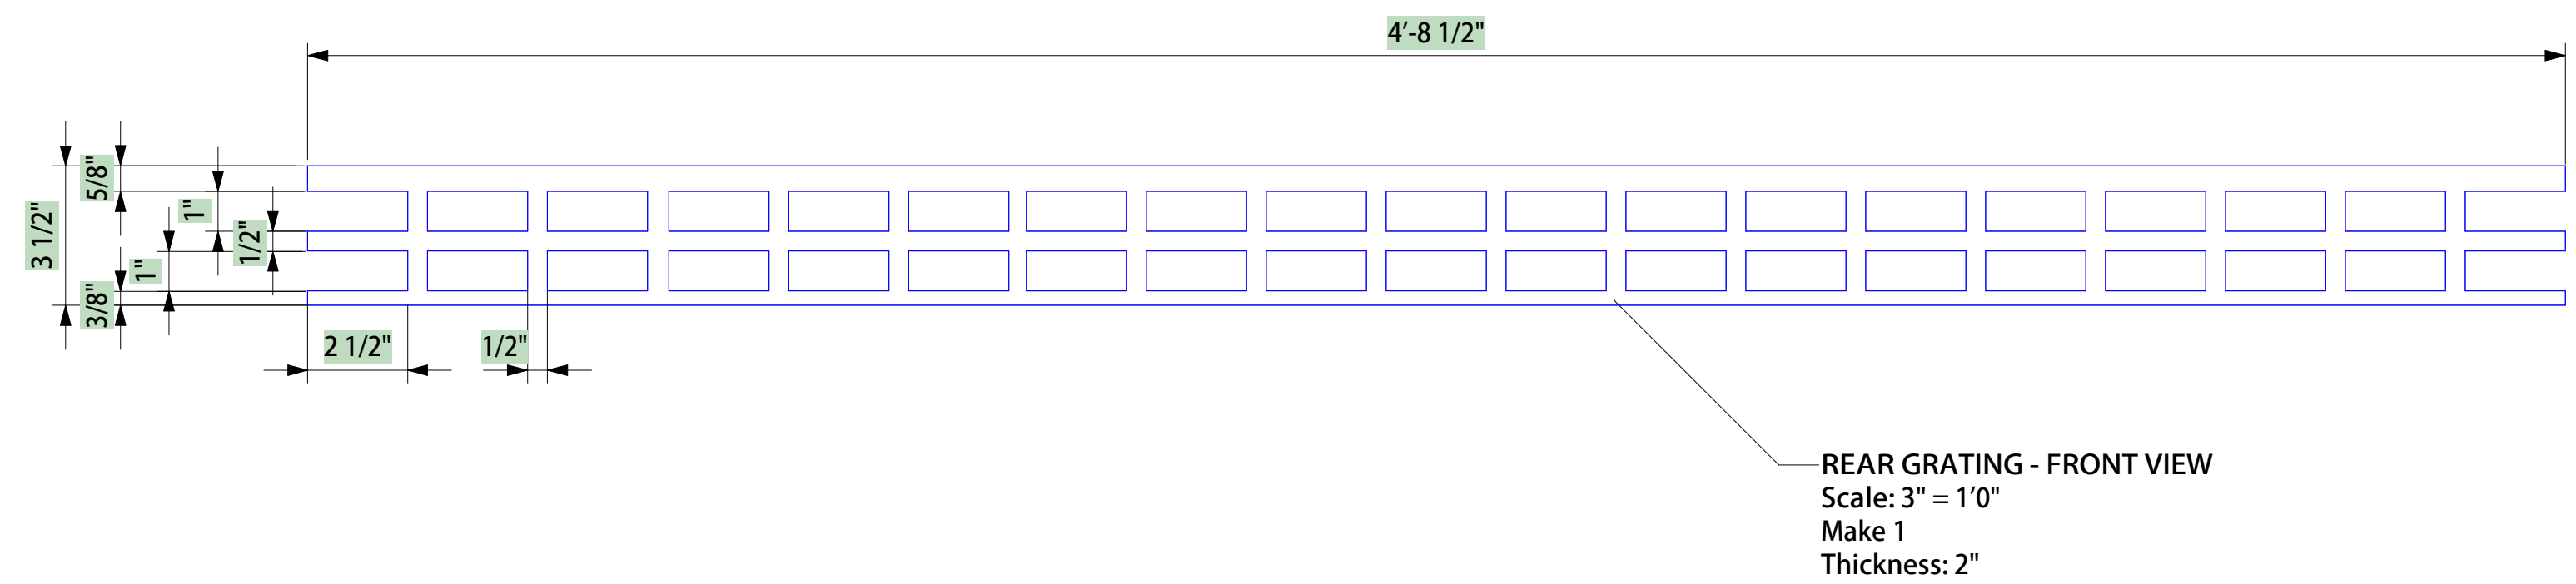 4'-8 1/2"
5/8"
1"
3 1/2"
1/2"
1"
3/8"
2 1/2"
1/2"
REAR GRATING - FRONT VIEW
Scale: 3" = 1'0"
Make 1
Thickness: 2"